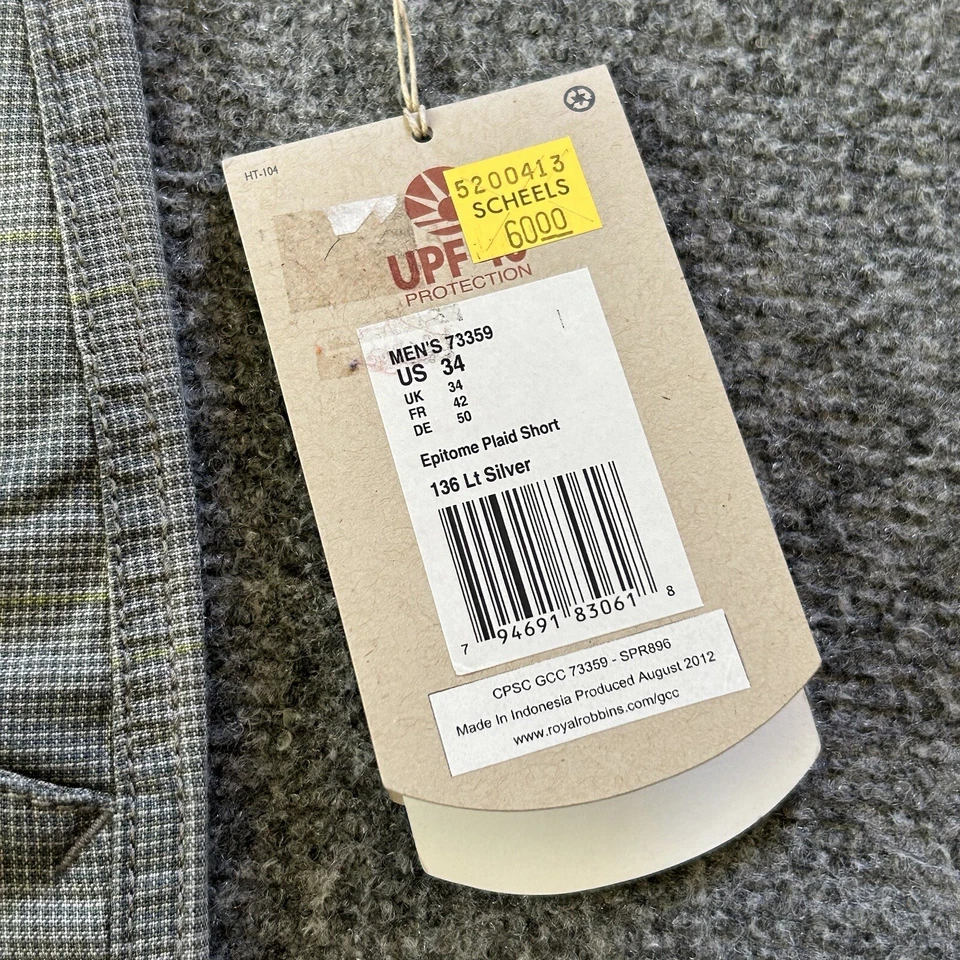 HT-104
5200413
SCHEELS
6000
UPF
PROTECTION
MEN'S 73359
US 34
UK 34
FR 42
DE 50
Epitome Plaid Short
136 Lt Silver
7 94691 83061 8
CPSC GCC 73359 - SPR896
Made In Indonesia Produced August 2012
www.royalrobbins.com/gcc